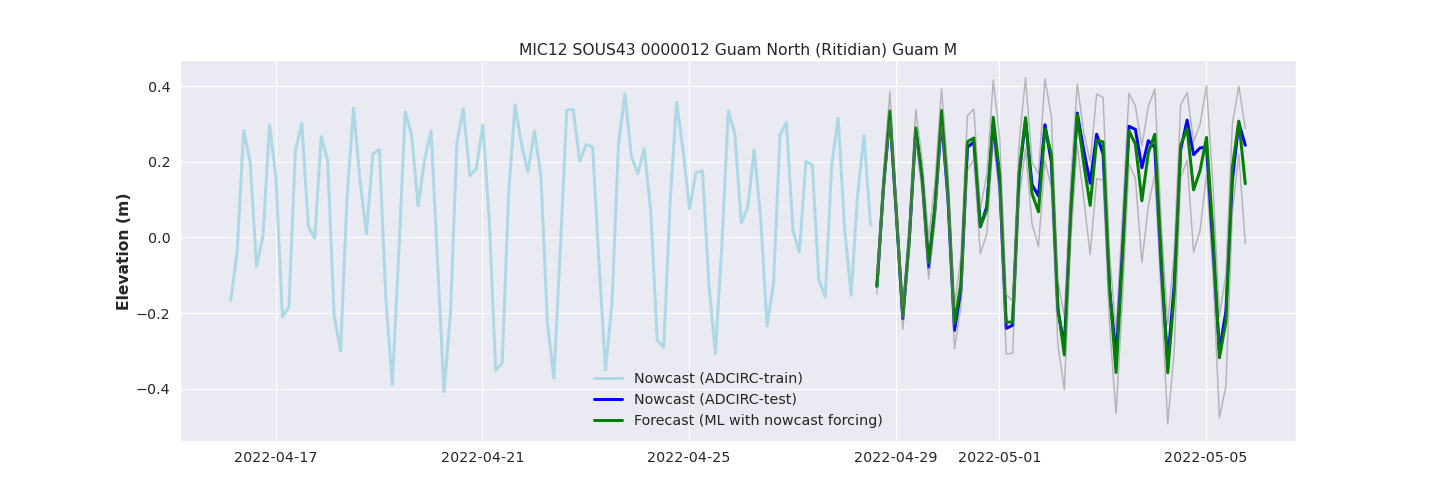 MIC12 SOUS43 0000012 Guam North (Ritidian) Guam M
Elevation (m)
0.4
0.2
0.0
−0.2
−0.4
Nowcast (ADCIRC-train)
Nowcast (ADCIRC-test)
Forecast (ML with nowcast forcing)
2022-04-17 2022-04-21 2022-04-25 2022-04-29 2022-05-01 2022-05-05